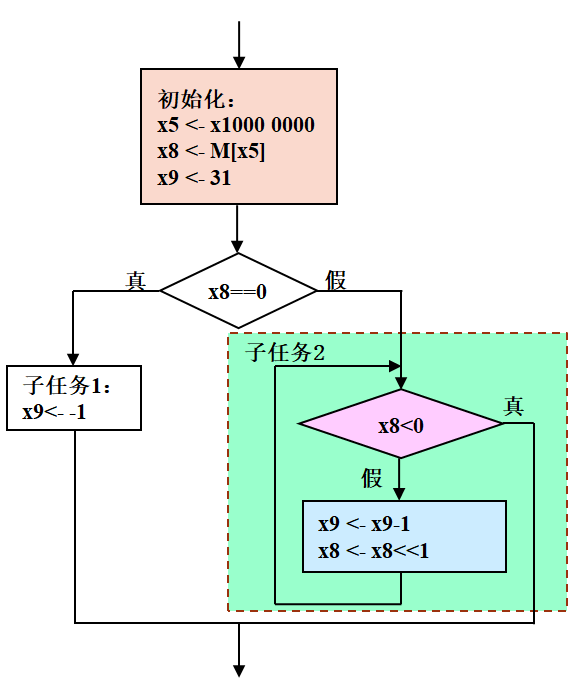 初始化：
x5 <- x1000 0000
x8 <- M[x5]
x9 <- 31
真
x8==0
假
子任务1：
x9<- -1
子任务2
x8<0
真
假
x9 <- x9-1
x8 <- x8<<1